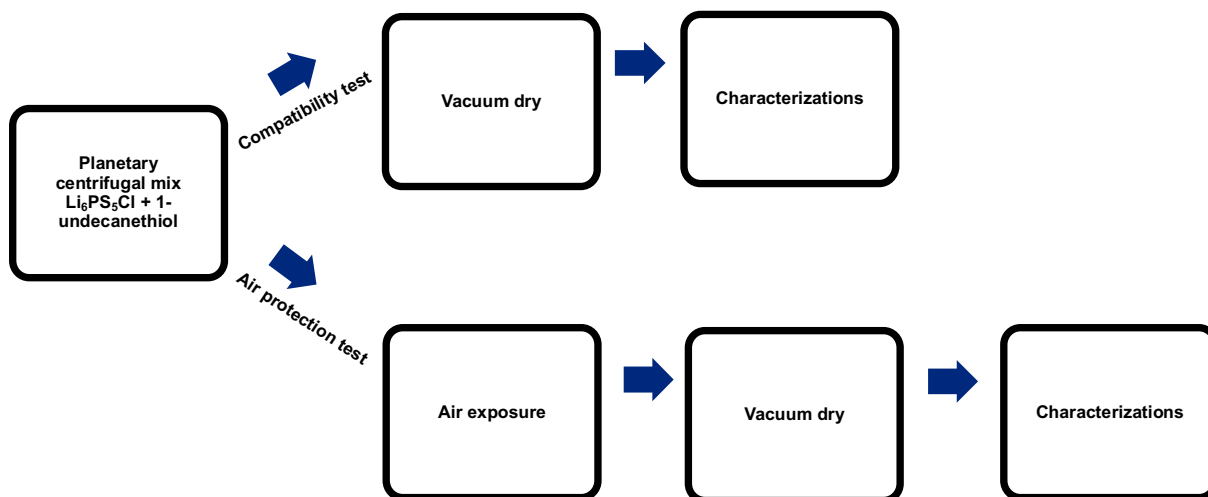 Planetary
centrifugal mix
Li₆PS₅Cl + 1-
undecanethiol
Compatibility test
Vacuum dry
Characterizations
Air protection test
Air exposure
Vacuum dry
Characterizations